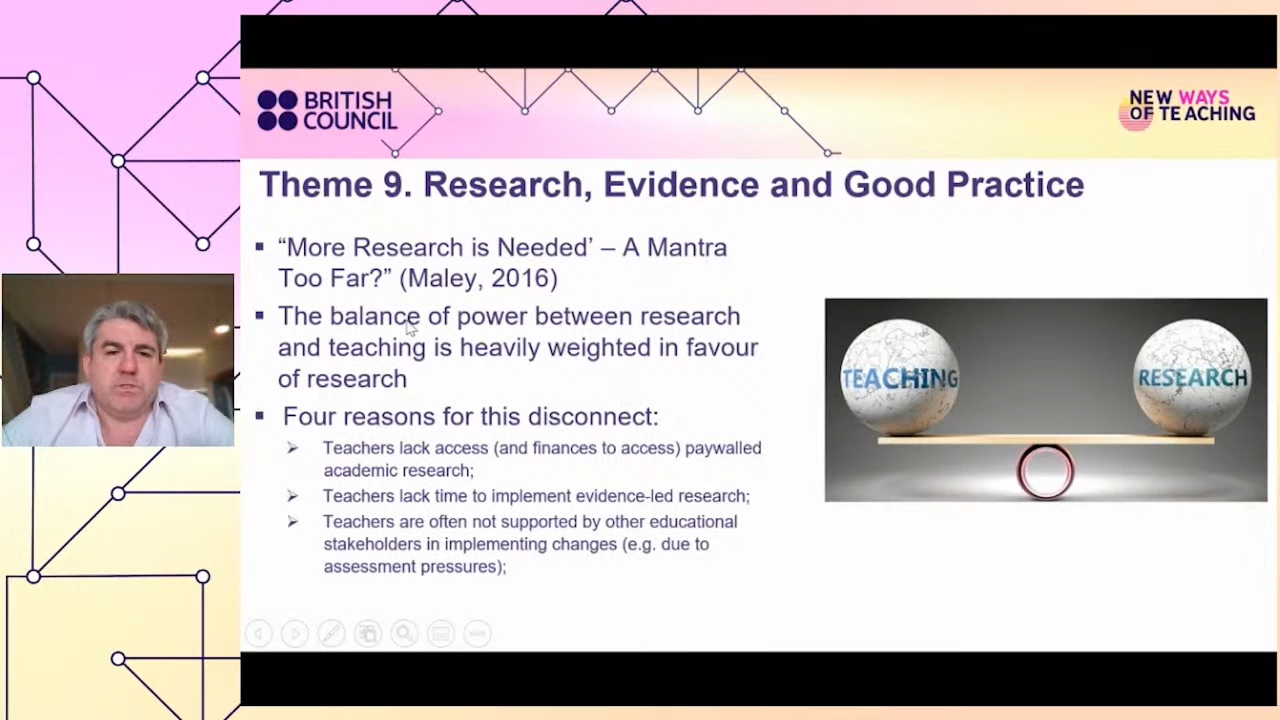 BRITISH
COUNCIL
NEW WAYS
OF TEACHING
Theme 9. Research, Evidence and Good Practice
“More Research is Needed’ – A Mantra
Too Far?” (Maley, 2016)
The balance of power between research
and teaching is heavily weighted in favour
of research
Four reasons for this disconnect:
Teachers lack access (and finances to access) paywalled
academic research;
Teachers lack time to implement evidence-led research;
Teachers are often not supported by other educational
stakeholders in implementing changes (e.g. due to
assessment pressures);
TEACHING
RESEARCH